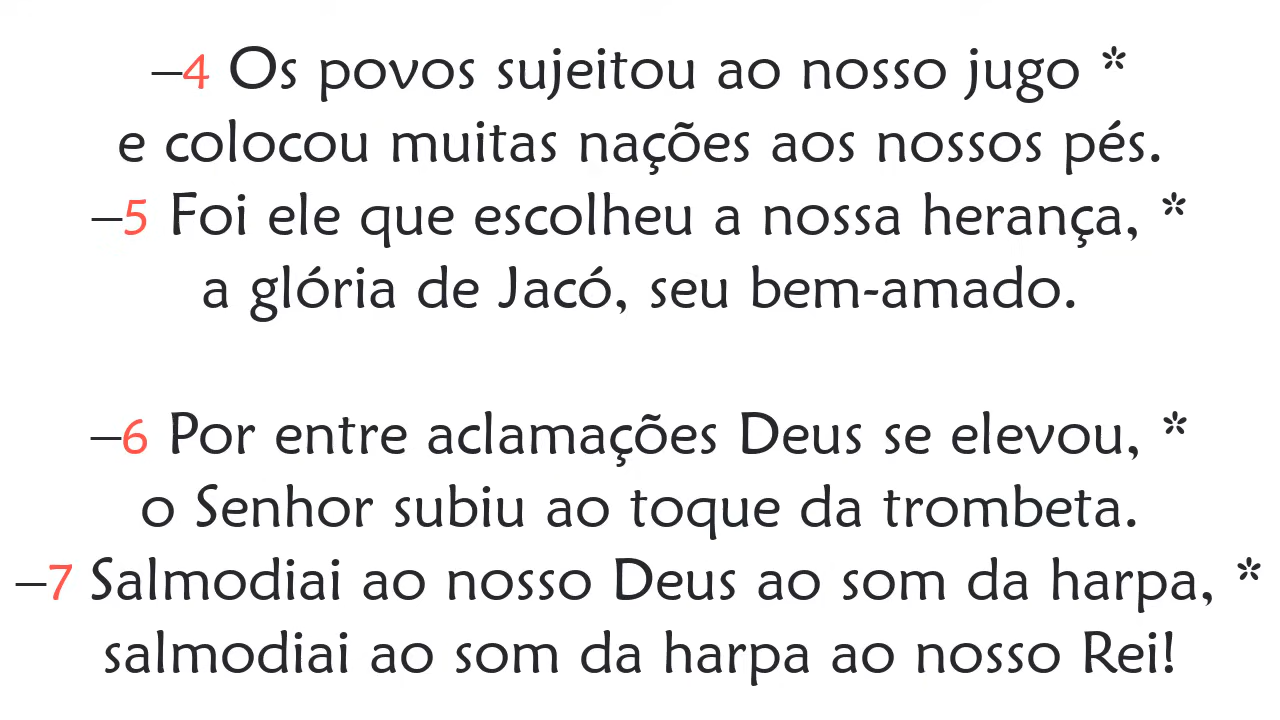 –4 Os povos sujeitou ao nosso jugo *
e colocou muitas nações aos nossos pés.
–5 Foi ele que escolheu a nossa herança, *
a glória de Jacó, seu bem-amado.
–6 Por entre aclamações Deus se elevou, *
o Senhor subiu ao toque da trombeta.
–7 Salmodiai ao nosso Deus ao som da harpa, *
salmodiai ao som da harpa ao nosso Rei!